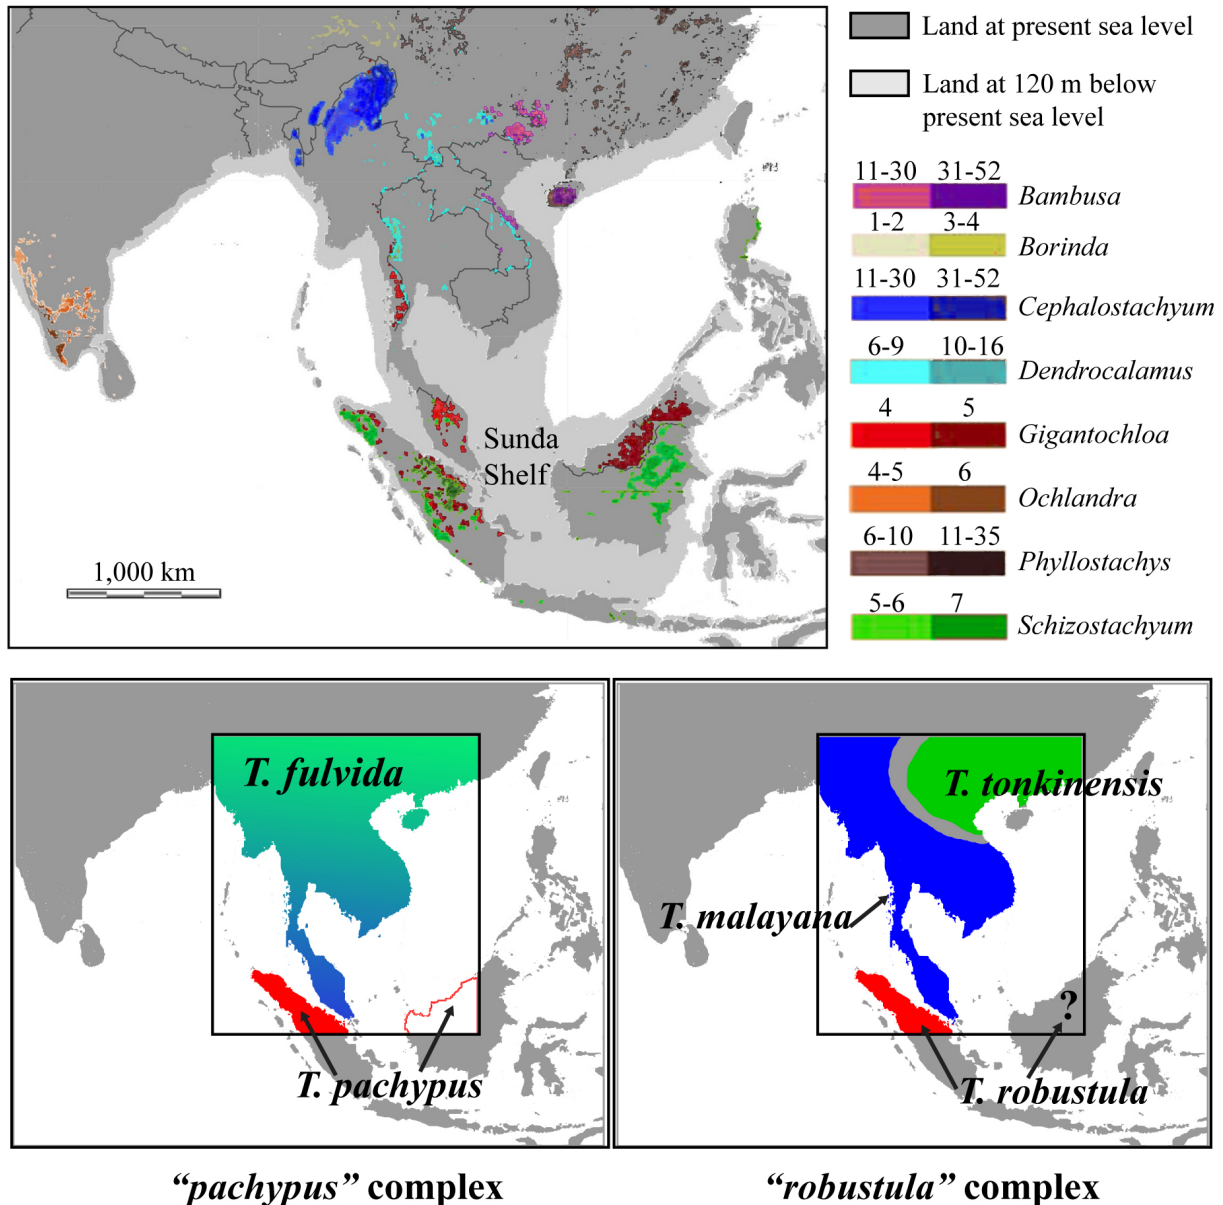 Land at present sea level
Land at 120 m below
present sea level
11-30 31-52
Bambusa
1-2 3-4
Borinda
11-30 31-52
Cephalostachyum
6-9 10-16
Dendrocalamus
4 5
Gigantochloa
4-5 6
Ochlandra
6-10 11-35
Phyllostachys
5-6 7
Schizostachyum
Sunda
Shelf
1,000 km
T. fulvida
T. pachypus
"pachypus" complex
T. tonkinensis
T. malayana
?
T. robustula
"robustula" complex